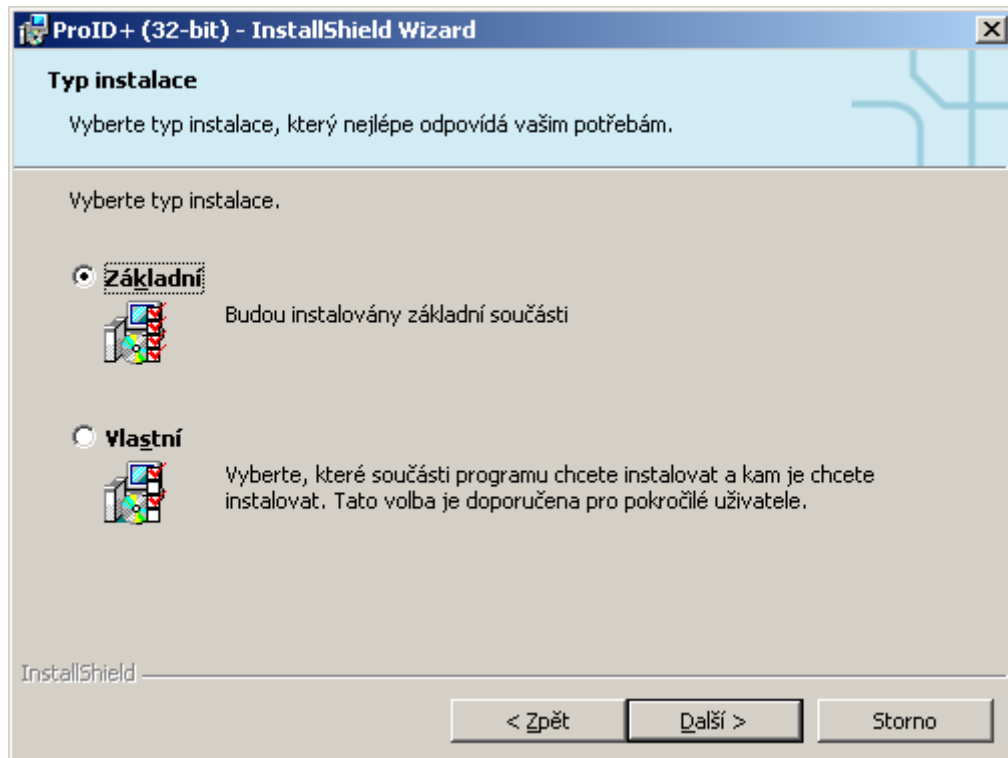 ProID+ (32-bit) - InstallShield Wizard
Typ instalace
Vyberte typ instalace, který nejlépe odpovídá vašim potřebám.
Vyberte typ instalace.
Základní
Budou instalovány základní součásti
Vlastní
Vyberte, které součásti programu chcete instalovat a kam je chcete
instalovat. Tato volba je doporučena pro pokročilé uživatele.
InstallShield
< Zpět
Další >
Storno